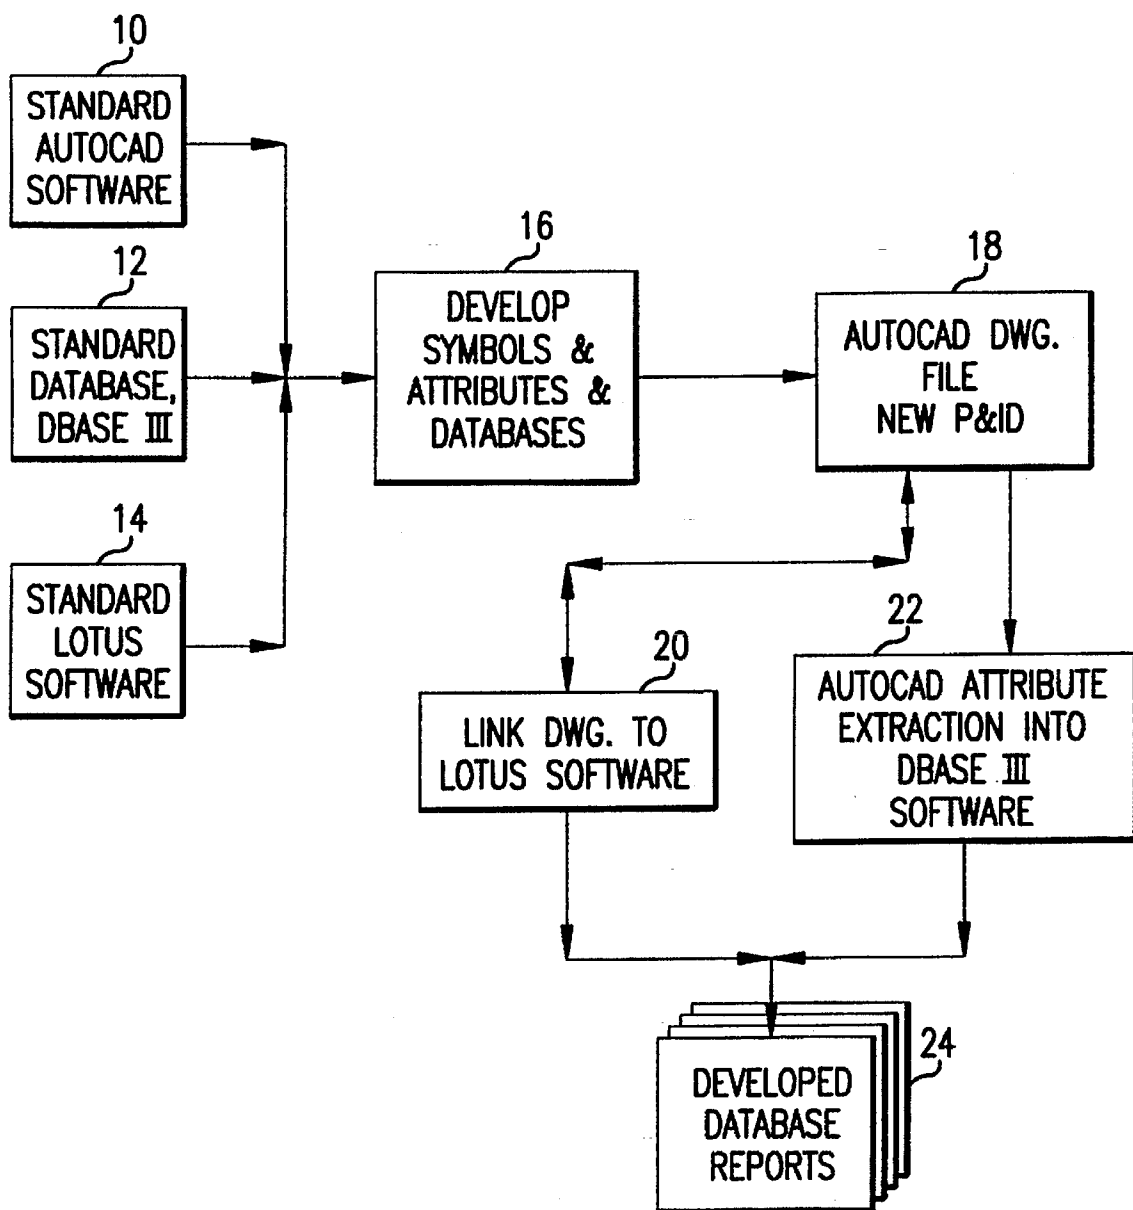 10
STANDARD
AUTOCAD
SOFTWARE
12
STANDARD
DATABASE,
DBASE III
14
STANDARD
LOTUS
SOFTWARE
16
DEVELOP
SYMBOLS &
ATTRIBUTES &
DATABASES
18
AUTOCAD DWG.
FILE
NEW P&ID
20
LINK DWG. TO
LOTUS SOFTWARE
22
AUTOCAD ATTRIBUTE
EXTRACTION INTO
DBASE III
SOFTWARE
24
DEVELOPED
DATABASE
REPORTS